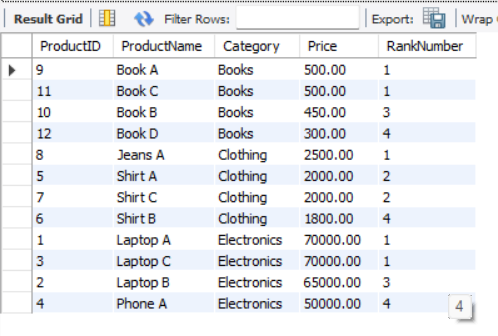 Result Grid Filter Rows: Export: Wrap
ProductID ProductName Category Price RankNumber
9 Book A Books 500.00 1
11 Book C Books 500.00 1
10 Book B Books 450.00 3
12 Book D Books 300.00 4
8 Jeans A Clothing 2500.00 1
5 Shirt A Clothing 2000.00 2
7 Shirt C Clothing 2000.00 2
6 Shirt B Clothing 1800.00 4
1 Laptop A Electronics 70000.00 1
3 Laptop C Electronics 70000.00 1
2 Laptop B Electronics 65000.00 3
4 Phone A Electronics 50000.00 4
4